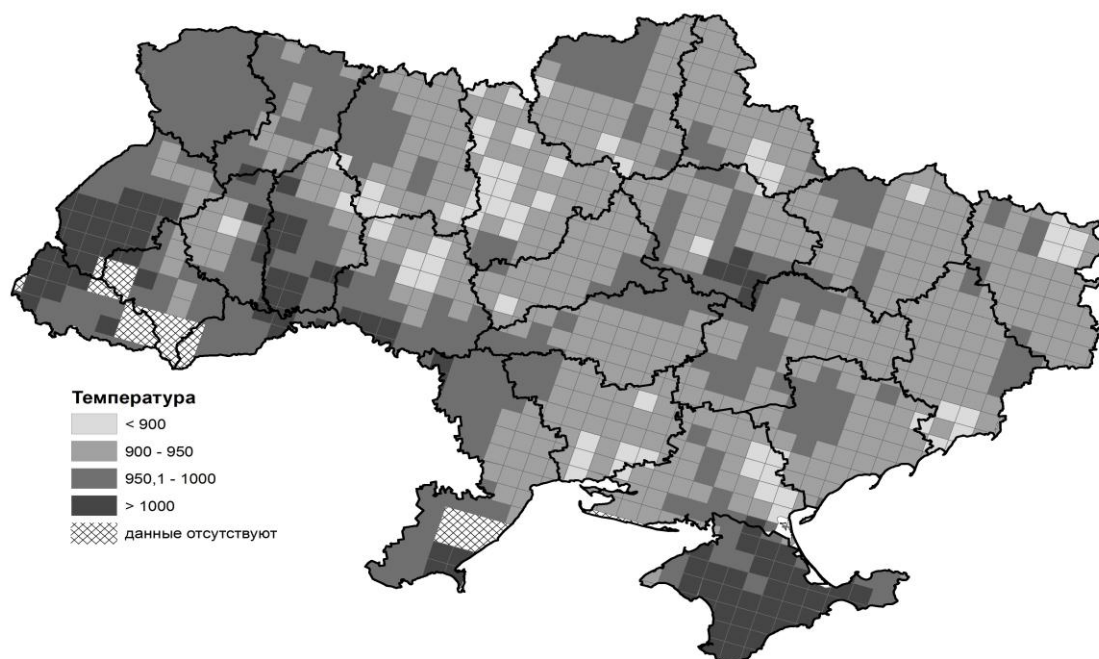 Температура
< 900
900 - 950
950,1 - 1000
> 1000
данные отсутствуют